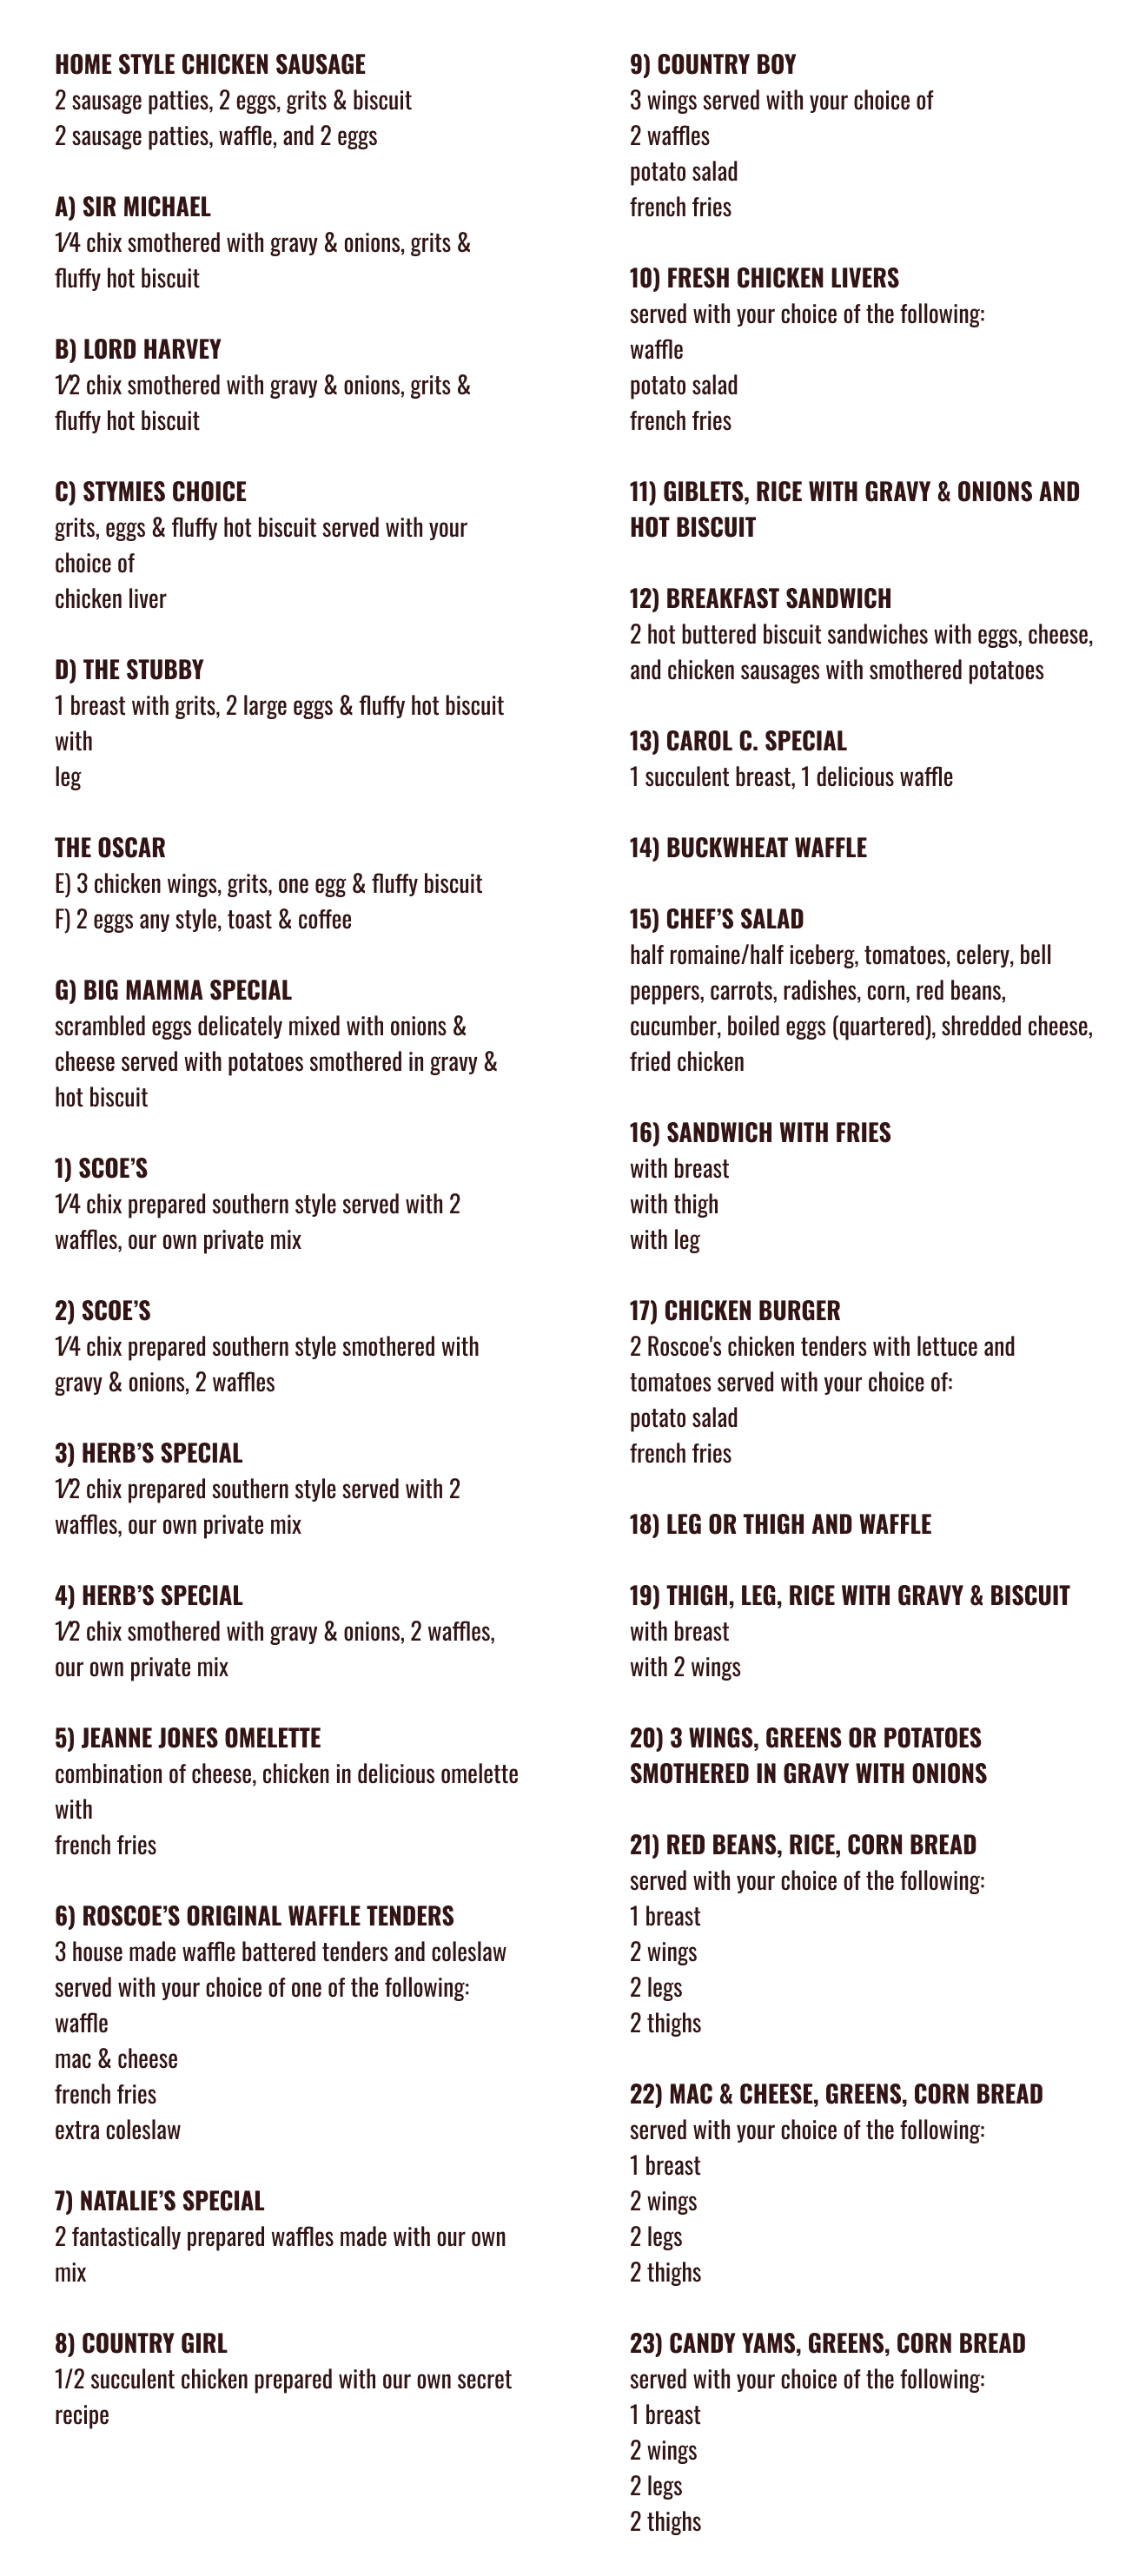 HOME STYLE CHICKEN SAUSAGE
2 sausage patties, 2 eggs, grits & biscuit
2 sausage patties, waffle, and 2 eggs
A) SIR MICHAEL
1⁄4 chix smothered with gravy & onions, grits &
fluffy hot biscuit
B) LORD HARVEY
1⁄2 chix smothered with gravy & onions, grits &
fluffy hot biscuit
C) STYMIES CHOICE
grits, eggs & fluffy hot biscuit served with your
choice of
chicken liver
D) THE STUBBY
1 breast with grits, 2 large eggs & fluffy hot biscuit
with
leg
THE OSCAR
E) 3 chicken wings, grits, one egg & fluffy biscuit
F) 2 eggs any style, toast & coffee
G) BIG MAMMA SPECIAL
scrambled eggs delicately mixed with onions &
cheese served with potatoes smothered in gravy &
hot biscuit
1) SCOE’S
1⁄4 chix prepared southern style served with 2
waffles, our own private mix
2) SCOE’S
1⁄4 chix prepared southern style smothered with
gravy & onions, 2 waffles
3) HERB’S SPECIAL
1⁄2 chix prepared southern style served with 2
waffles, our own private mix
4) HERB’S SPECIAL
1⁄2 chix smothered with gravy & onions, 2 waffles,
our own private mix
5) JEANNE JONES OMELETTE
combination of cheese, chicken in delicious omelette
with
french fries
6) ROSCOE’S ORIGINAL WAFFLE TENDERS
3 house made waffle battered tenders and coleslaw
served with your choice of one of the following:
waffle
mac & cheese
french fries
extra coleslaw
7) NATALIE’S SPECIAL
2 fantastically prepared waffles made with our own
mix
8) COUNTRY GIRL
1/2 succulent chicken prepared with our own secret
recipe
9) COUNTRY BOY
3 wings served with your choice of
2 waffles
potato salad
french fries
10) FRESH CHICKEN LIVERS
served with your choice of the following:
waffle
potato salad
french fries
11) GIBLETS, RICE WITH GRAVY & ONIONS AND
HOT BISCUIT
12) BREAKFAST SANDWICH
2 hot buttered biscuit sandwiches with eggs, cheese,
and chicken sausages with smothered potatoes
13) CAROL C. SPECIAL
1 succulent breast, 1 delicious waffle
14) BUCKWHEAT WAFFLE
15) CHEF’S SALAD
half romaine/half iceberg, tomatoes, celery, bell
peppers, carrots, radishes, corn, red beans,
cucumber, boiled eggs (quartered), shredded cheese,
fried chicken
16) SANDWICH WITH FRIES
with breast
with thigh
with leg
17) CHICKEN BURGER
2 Roscoe's chicken tenders with lettuce and
tomatoes served with your choice of:
potato salad
french fries
18) LEG OR THIGH AND WAFFLE
19) THIGH, LEG, RICE WITH GRAVY & BISCUIT
with breast
with 2 wings
20) 3 WINGS, GREENS OR POTATOES
SMOTHERED IN GRAVY WITH ONIONS
21) RED BEANS, RICE, CORN BREAD
served with your choice of the following:
1 breast
2 wings
2 legs
2 thighs
22) MAC & CHEESE, GREENS, CORN BREAD
served with your choice of the following:
1 breast
2 wings
2 legs
2 thighs
23) CANDY YAMS, GREENS, CORN BREAD
served with your choice of the following:
1 breast
2 wings
2 legs
2 thighs